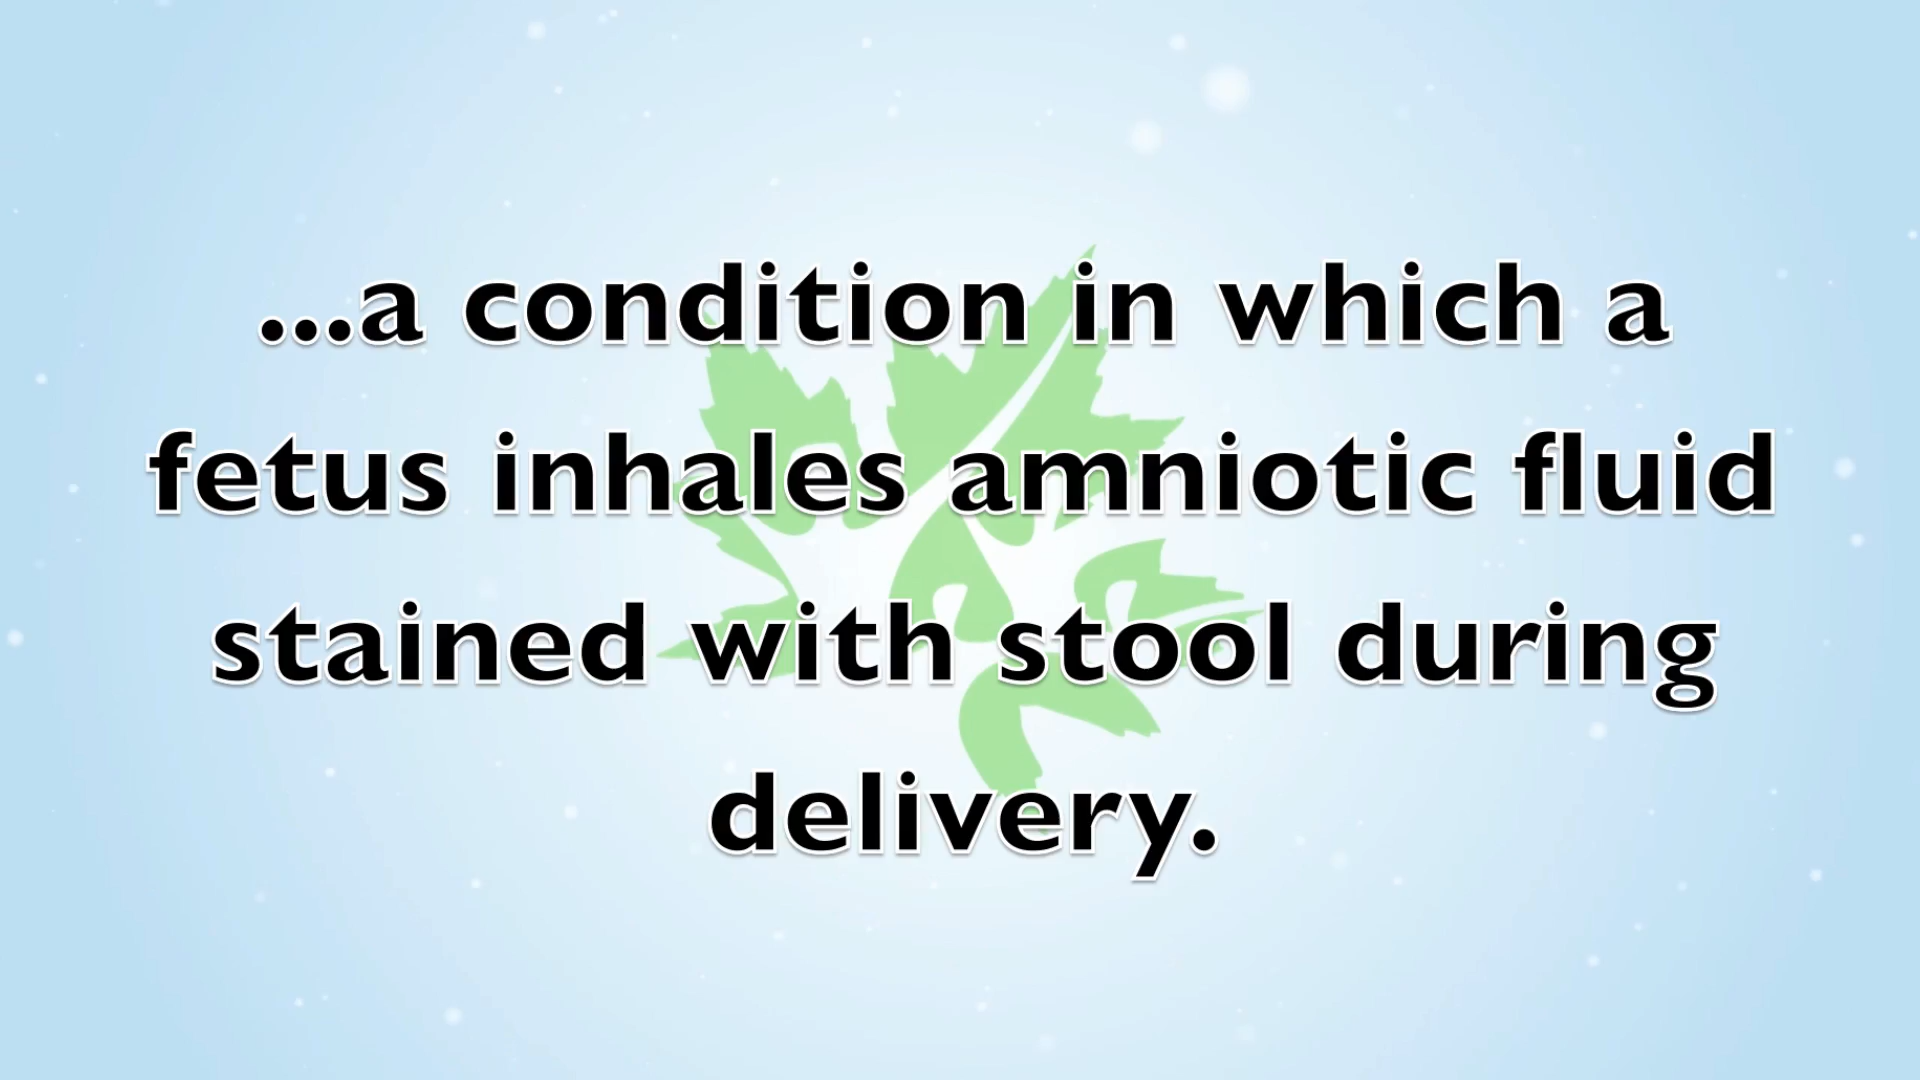 ...a condition in which a
fetus inhales amniotic fluid
stained with stool during
delivery.